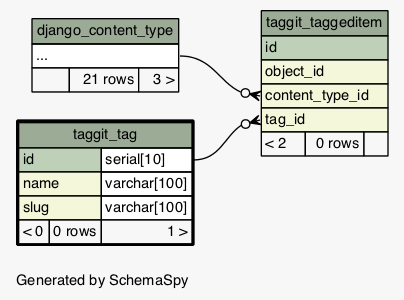 django_content_type
...
21 rows 3 >
taggit_taggeditem
id
object_id
content_type_id
tag_id
< 2 0 rows
taggit_tag
id serial[10]
name varchar[100]
slug varchar[100]
< 0 0 rows 1 >
Generated by SchemaSpy